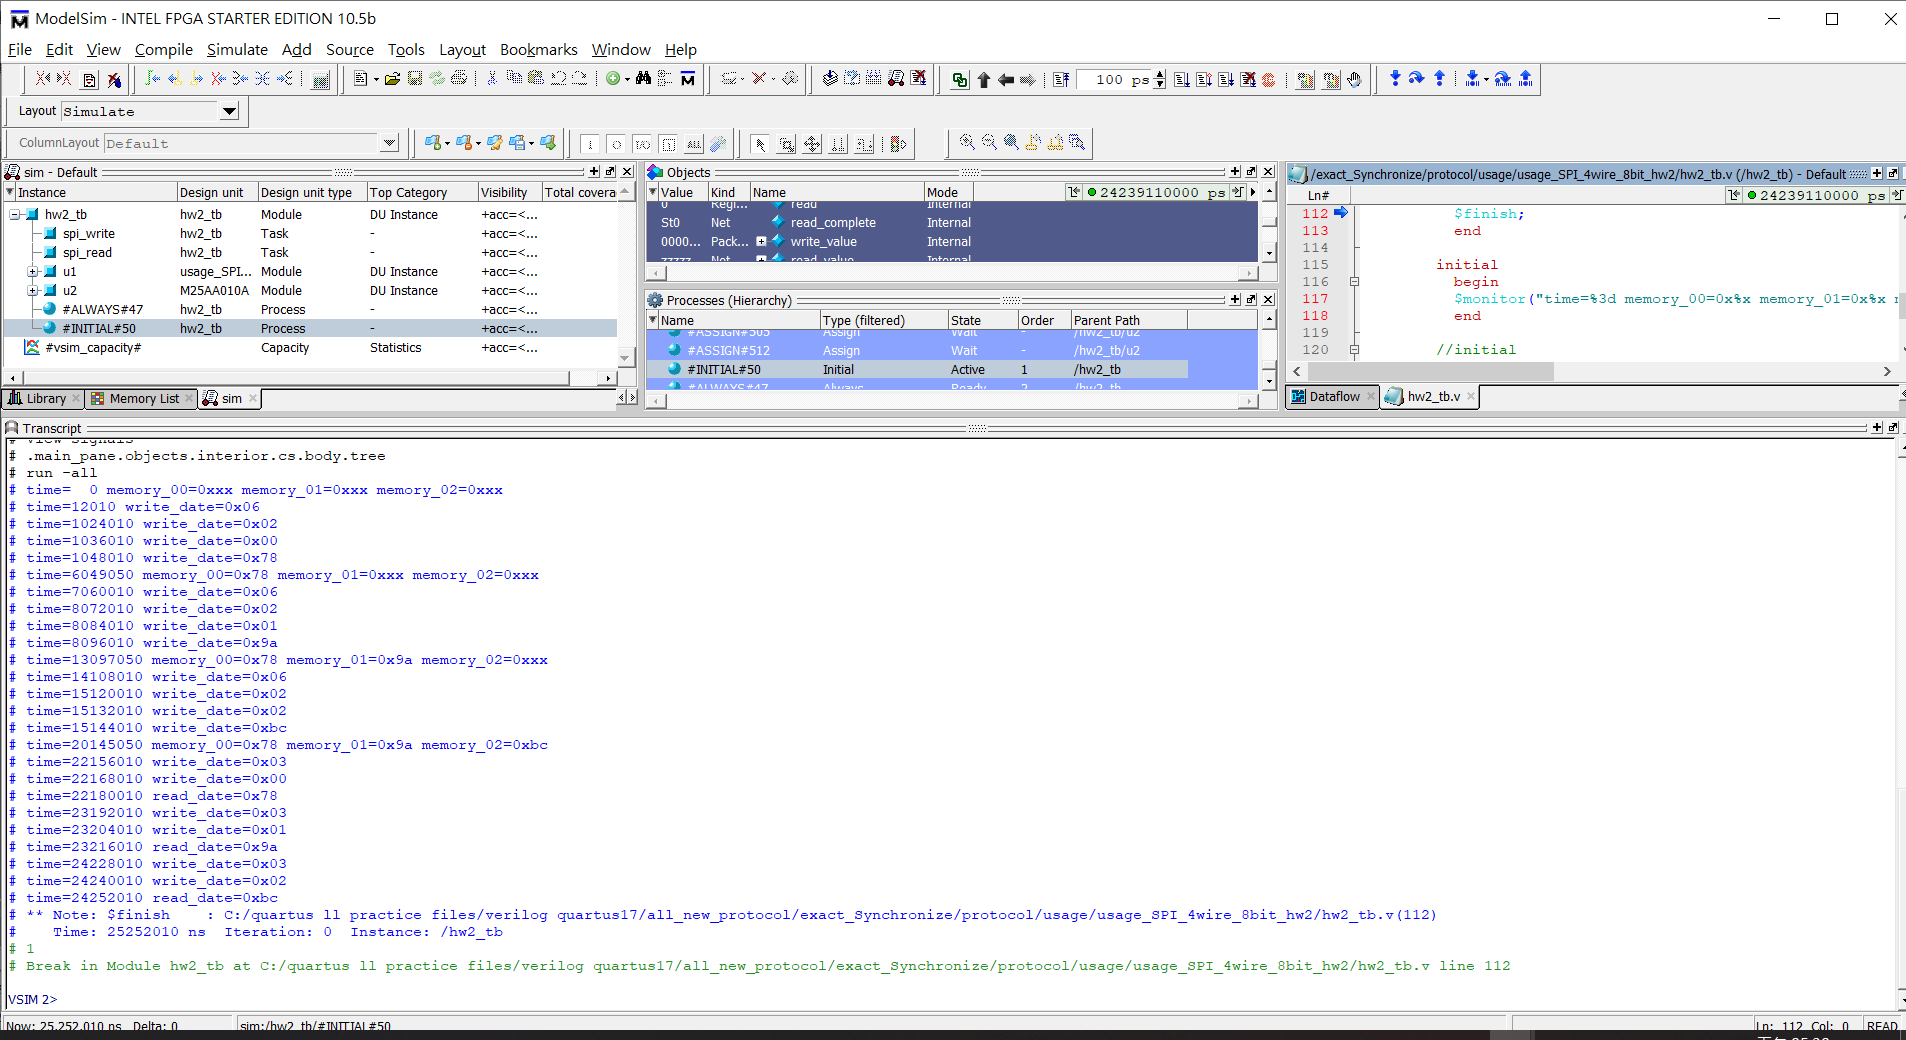 ModelSim - INTEL FPGA STARTER EDITION 10.5b
File Edit View Compile Simulate Add Source Tools Layout Bookmarks Window Help
100 ps
Layout Simulate
ColumnLayout Default
ALL
sim - Default
Instance Design unit Design unit type Top Category Visibility Total covera
hw2_tb hw2_tb Module DU Instance +acc=<...
spi_write hw2_tb Task - +acc=<...
spi_read hw2_tb Task - +acc=<...
u1 usage_SPI... Module DU Instance +acc=<...
u2 M25AA010A Module DU Instance +acc=<...
#ALWAYS#47 hw2_tb Process - +acc=<...
#INITIAL#50 hw2_tb Process - +acc=<...
#vsim_capacity# Capacity Statistics +acc=<...
Library Memory List sim
Objects
Value Kind Name Mode 24239110000 ps
0 Regi... read Internal
St0 Net read_complete Internal
0000... Pack... write_value Internal
zzzzz Net read_value Internal
Processes (Hierarchy)
Name Type (filtered) State Order Parent Path
#ASSIGN#505 Assign Wait - /hw2_tb/u2
#ASSIGN#512 Assign Wait - /hw2_tb/u2
#INITIAL#50 Initial Active 1 /hw2_tb
#ALWAYS#47 Always Ready 2 /hw2_tb
/exact_Synchronize/protocol/usage/usage_SPI_4wire_8bit_hw2/hw2_tb.v (/hw2_tb) - Default
Ln# 24239110000 ps
112 $finish;
113 end
114
115 initial
116 begin
117 $monitor("time=%3d memory_00=0x%x memory_01=0x%x
118 end
119
120 //initial
Dataflow hw2_tb.v
Transcript
# view signals
# .main_pane.objects.interior.cs.body.tree
# run -all
# time=  0 memory_00=0xxx memory_01=0xxx memory_02=0xxx
# time=12010 write_date=0x06
# time=1024010 write_date=0x02
# time=1036010 write_date=0x00
# time=1048010 write_date=0x78
# time=6049050 memory_00=0x78 memory_01=0xxx memory_02=0xxx
# time=7060010 write_date=0x06
# time=8072010 write_date=0x02
# time=8084010 write_date=0x01
# time=8096010 write_date=0x9a
# time=13097050 memory_00=0x78 memory_01=0x9a memory_02=0xxx
# time=14108010 write_date=0x06
# time=15120010 write_date=0x02
# time=15132010 write_date=0x02
# time=15144010 write_date=0xbc
# time=20145050 memory_00=0x78 memory_01=0x9a memory_02=0xbc
# time=22156010 write_date=0x03
# time=22168010 write_date=0x00
# time=22180010 read_date=0x78
# time=23192010 write_date=0x03
# time=23204010 write_date=0x01
# time=23216010 read_date=0x9a
# time=24228010 write_date=0x03
# time=24240010 write_date=0x02
# time=24252010 read_date=0xbc
# ** Note: $finish    : C:/quartus ll practice files/verilog quartus17/all_new_protocol/exact_Synchronize/protocol/usage/usage_SPI_4wire_8bit_hw2/hw2_tb.v(112)
#    Time: 25252010 ns  Iteration: 0  Instance: /hw2_tb
# 1
# Break in Module hw2_tb at C:/quartus ll practice files/verilog quartus17/all_new_protocol/exact_Synchronize/protocol/usage/usage_SPI_4wire_8bit_hw2/hw2_tb.v line 112
VSIM 2>
Now: 25,252,010 ns Delta: 0 sim:/hw2_tb/#INITIAL#50 Ln: 112 Col: 0 READ